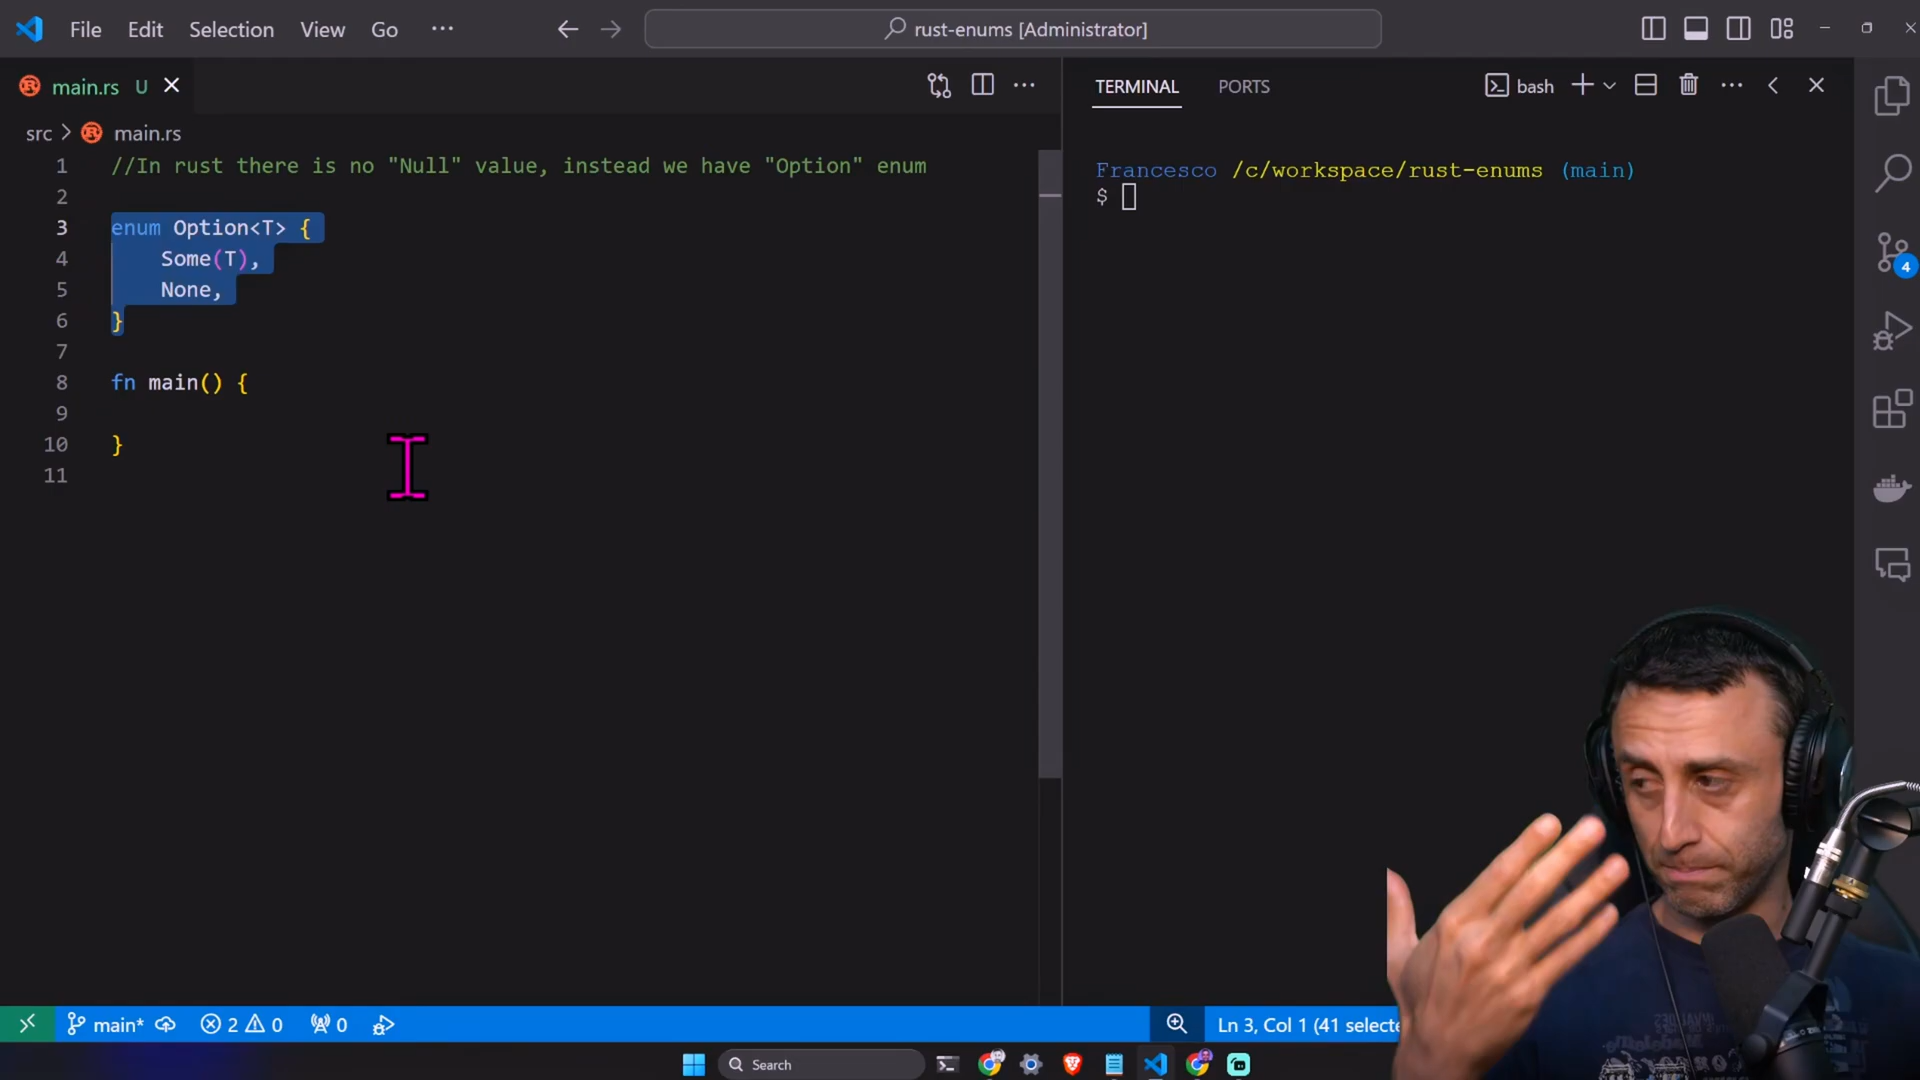 File Edit Selection View Go ···
rust-enums [Administrator]
main.rs U
TERMINAL PORTS
bash
src > main.rs
1 //In rust there is no "Null" value, instead we have "Option" enum
2
3 enum Option<T> {
4 Some(T),
5 None,
6 }
7
8 fn main() {
9
10 }
11
Francesco /c/workspace/rust-enums (main)
$
4
main* 2 0 0
Ln 3, Col 1 (41 selecte
Search